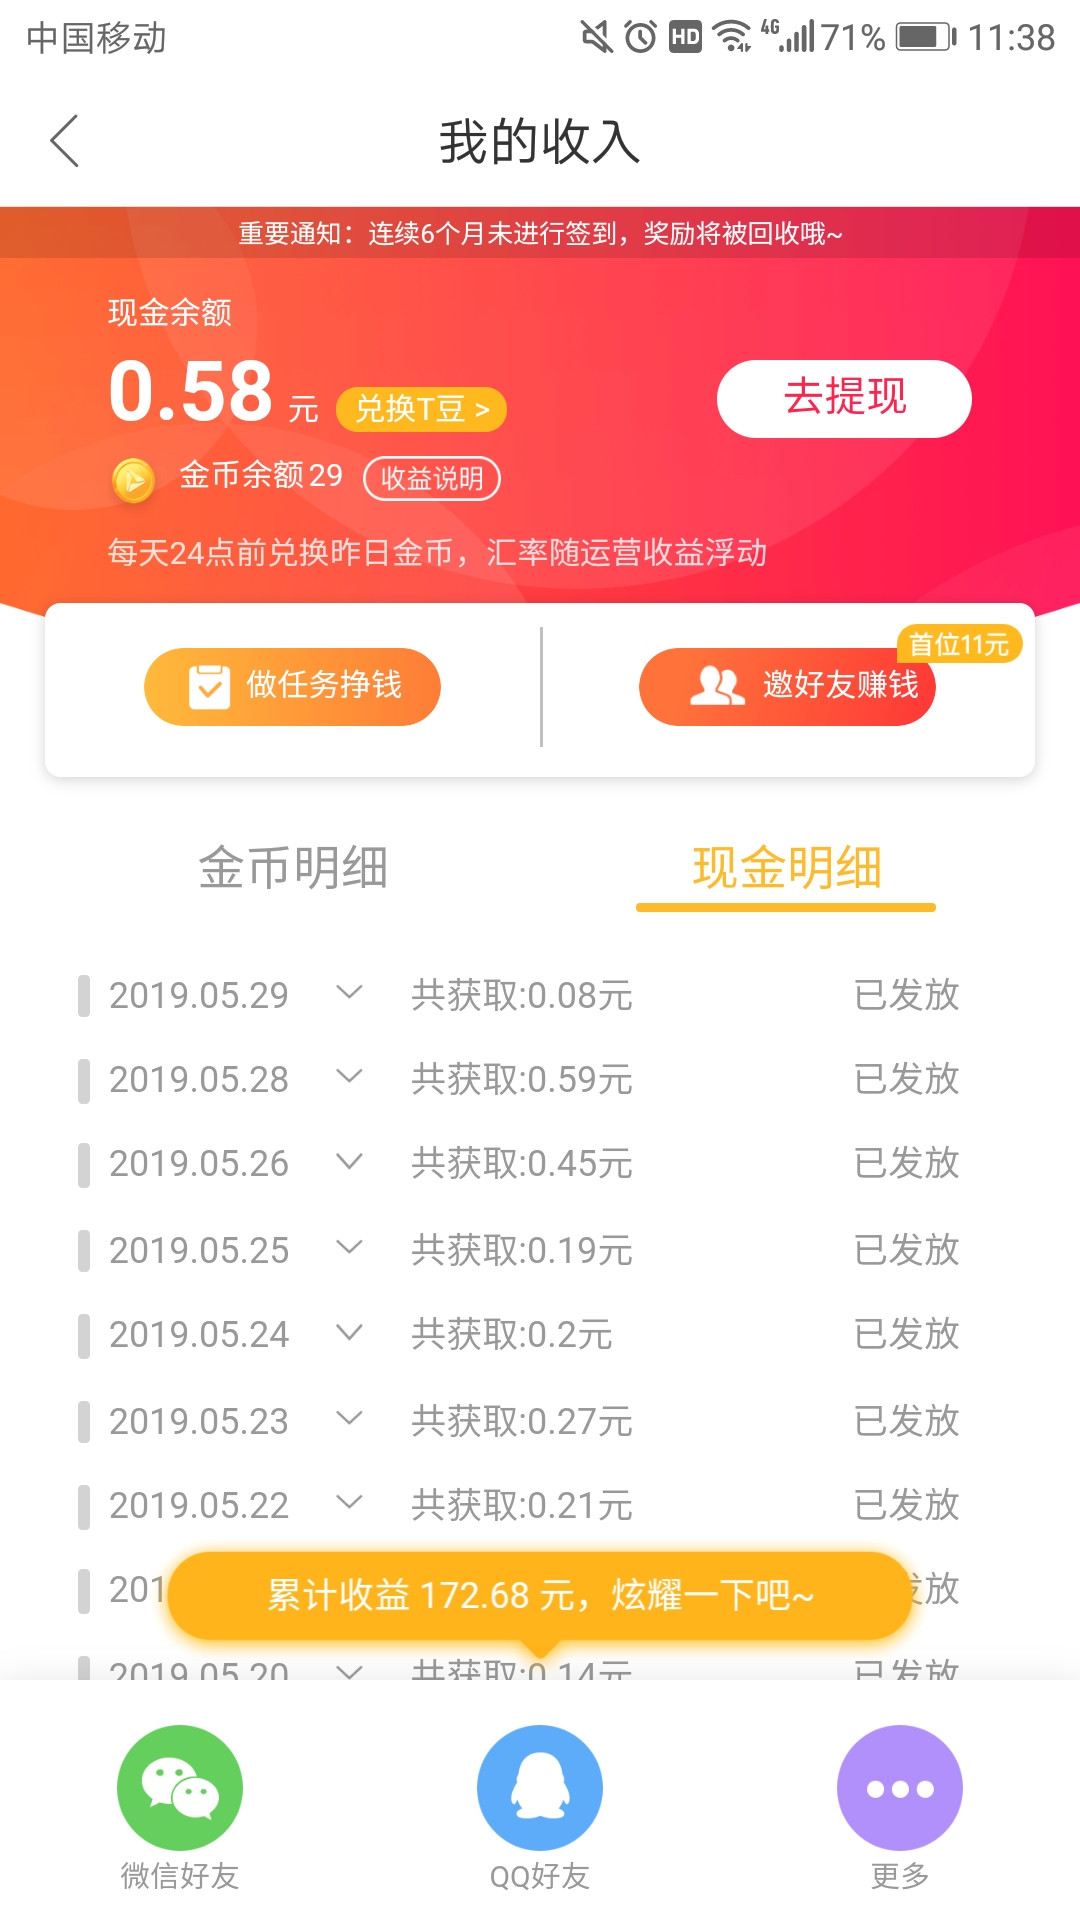 中国移动 HD 4G 71% 11:38
我的收入
重要通知：连续6个月未进行签到，奖励将被回收哦~
现金余额
0.58 元 兑换T豆 >
去提现
金币余额29 收益说明
每天24点前兑换昨日金币，汇率随运营收益浮动
首位11元
做任务挣钱 邀好友赚钱
金币明细 现金明细
2019.05.29 共获取:0.08元 已发放
2019.05.28 共获取:0.59元 已发放
2019.05.26 共获取:0.45元 已发放
2019.05.25 共获取:0.19元 已发放
2019.05.24 共获取:0.2元 已发放
2019.05.23 共获取:0.27元 已发放
2019.05.22 共获取:0.21元 已发放
201 发放
累计收益 172.68 元，炫耀一下吧~
2019.05.20 共获取:0.14元 已发放
微信好友 QQ好友 更多